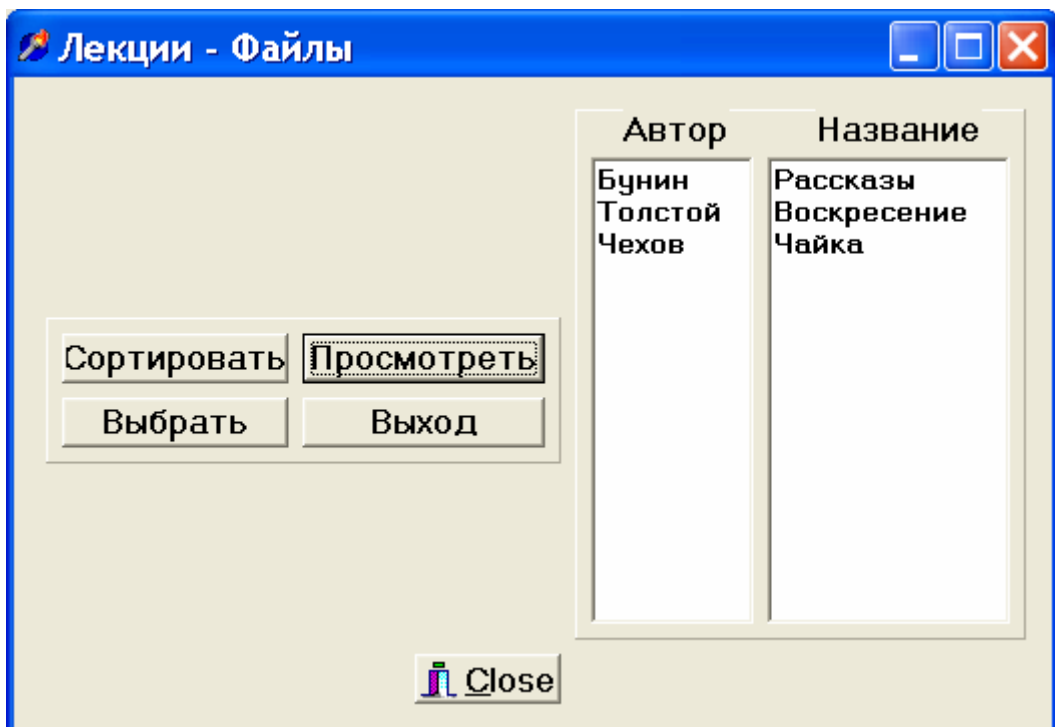 Лекции - Файлы
Автор Название
Бунин Рассказы
Толстой Воскресение
Чехов Чайка
Сортировать Просмотреть
Выбрать Выход
Close